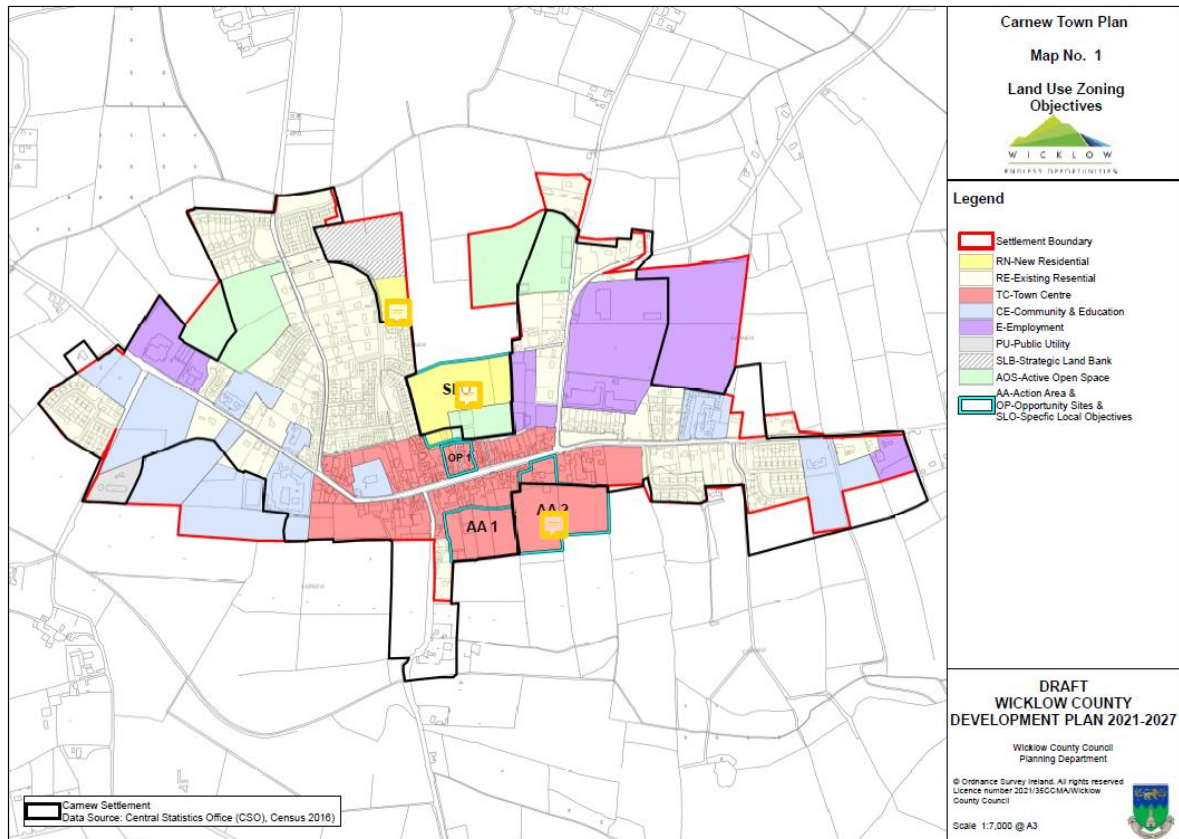 Carnew Town Plan
Map No. 1
Land Use Zoning
Objectives
WICKLOW
ENDLESS OPPORTUNITIES
Legend
Settlement Boundary
RN-New Residential
RE-Existing Resential
TC-Town Centre
CE-Community & Education
E-Employment
PU-Public Utility
SLB-Strategic Land Bank
AOS-Active Open Space
AA-Action Area &
OP-Opportunity Sites &
SLO-Specfic Local Objectives
OP 1
AA 1
AA 2
DRAFT
WICKLOW COUNTY
DEVELOPMENT PLAN 2021-2027
Wicklow County Council
Planning Department
© Ordnance Survey Ireland. All rights reserved
Licence number 2021/35CCMA/Wicklow
County Council
Scale 1:7,000 @ A3
Carnew Settlement
Data Source: Central Statistics Office (CSO), Census 2016)